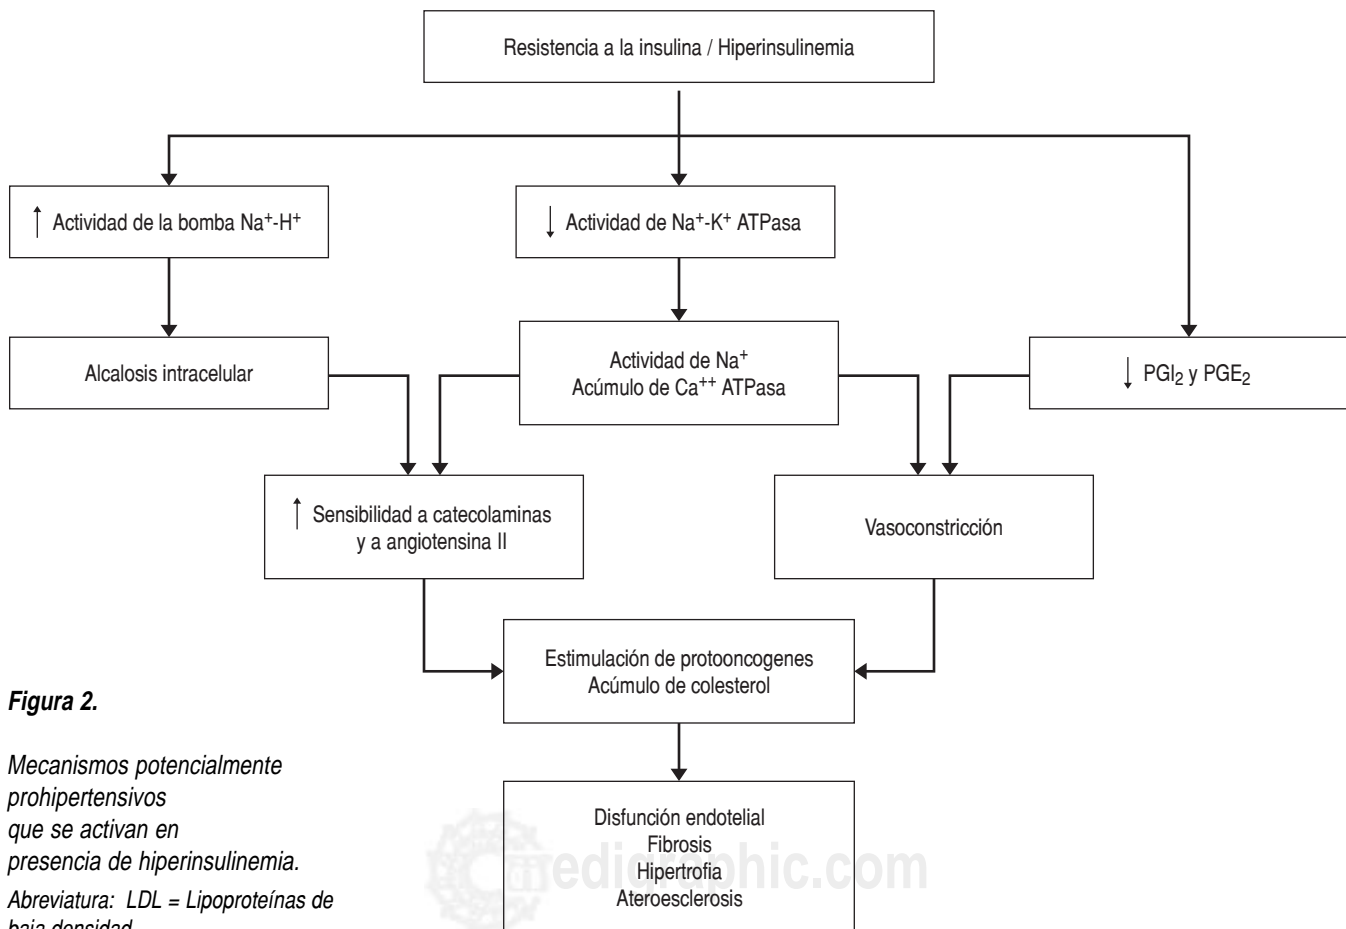 Resistencia a la insulina / Hiperinsulinemia
↑ Actividad de la bomba Na⁺-H⁺
↓ Actividad de Na⁺-K⁺ ATPasa
Alcalosis intracelular
Actividad de Na⁺
Acúmulo de Ca⁺⁺ ATPasa
↓ PGI₂ y PGE₂
↑ Sensibilidad a catecolaminas
y a angiotensina II
Vasoconstricción
Estimulación de protooncogenes
Acúmulo de colesterol
Disfunción endotelial
Fibrosis
Hipertrofia
Ateroesclerosis
Figura 2.
Mecanismos potencialmente
prohipertensivos
que se activan en
presencia de hiperinsulinemia.
Abreviatura: LDL = Lipoproteínas de
baja densidad
medigraphic.com